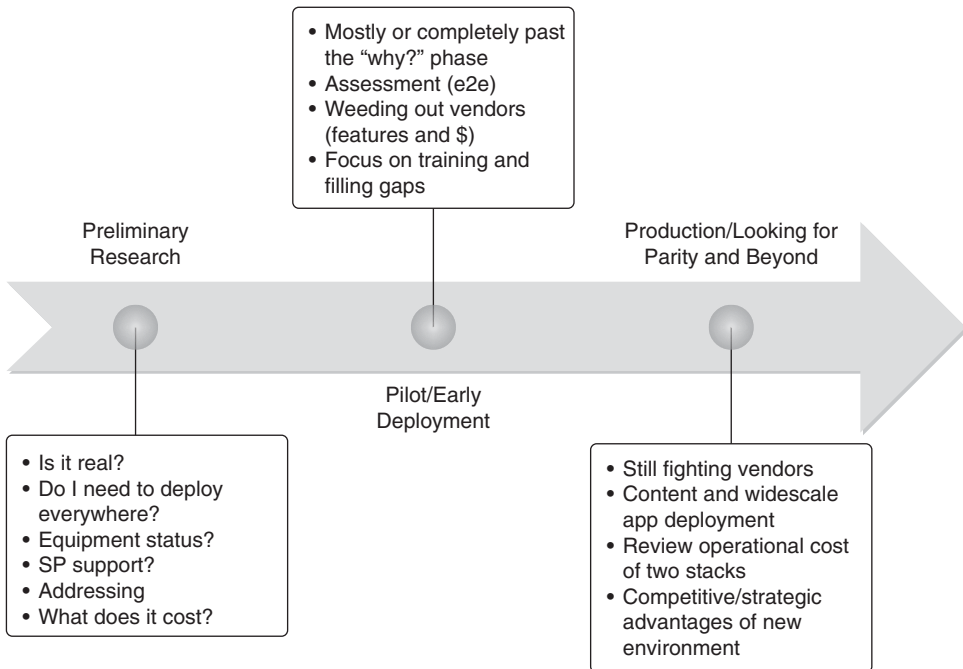 • Mostly or completely past
the “why?” phase
• Assessment (e2e)
• Weeding out vendors
(features and $)
• Focus on training and
filling gaps
Preliminary
Research
Production/Looking for
Parity and Beyond
Pilot/Early
Deployment
• Is it real?
• Do I need to deploy
everywhere?
• Equipment status?
• SP support?
• Addressing
• What does it cost?
• Still fighting vendors
• Content and widescale
app deployment
• Review operational cost
of two stacks
• Competitive/strategic
advantages of new
environment